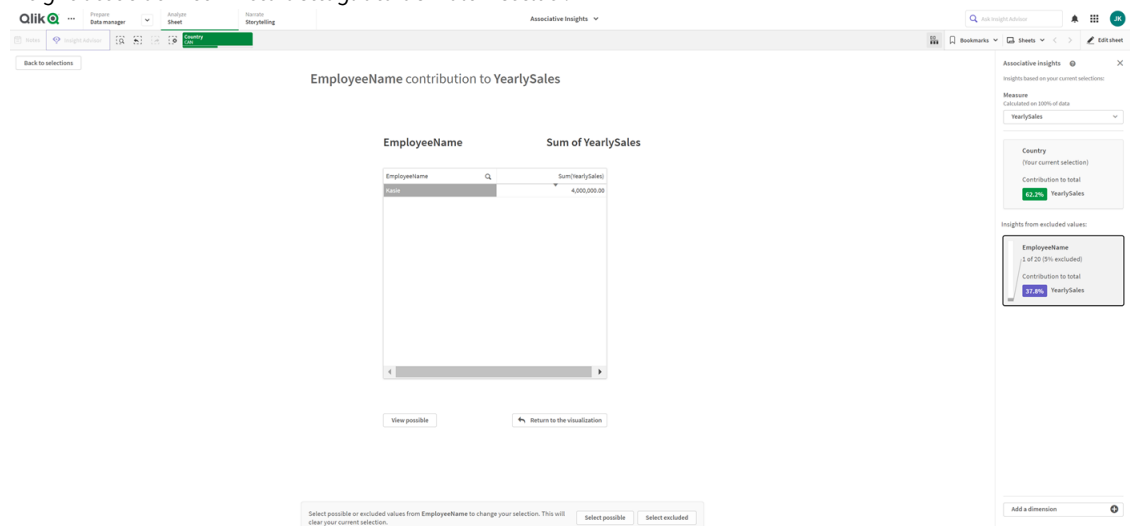 Qlik
Prepare
Data manager
Analyze
Sheet
Narrate
Storytelling
Associative Insights
Ask Insight Advisor
JK
Notes
Insight Advisor
Country
CAN
Bookmarks
Sheets
Edit sheet
Back to selections
EmployeeName contribution to YearlySales
EmployeeName
Sum of YearlySales
EmployeeName
Sum(YearlySales)
Kasie
4,000,000.00
View possible
Return to the visualization
Select possible or excluded values from EmployeeName to change your selection. This will
clear your current selection.
Select possible
Select excluded
Associative insights
Insights based on your current selections:
Measure
Calculated on 100% of data
YearlySales
Country
(Your current selection)
Contribution to total
62.2% YearlySales
Insights from excluded values:
EmployeeName
1 of 20 (5% excluded)
Contribution to total
37.8% YearlySales
Add a dimension